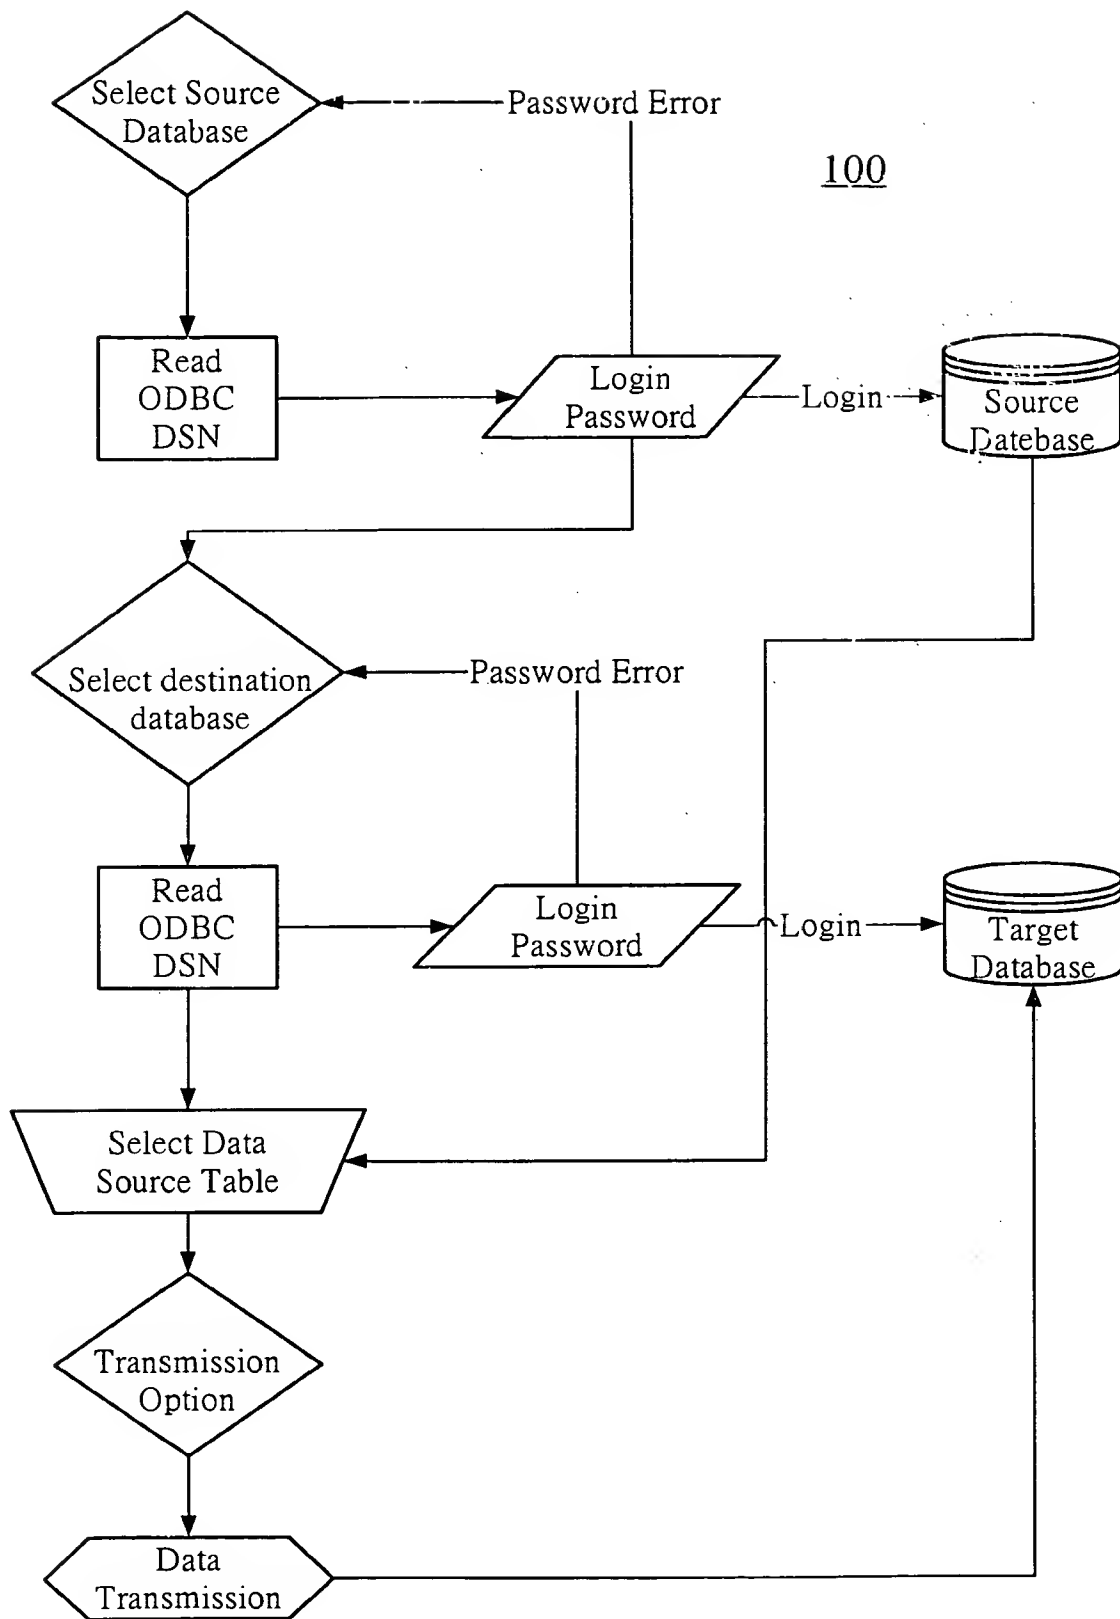 Select Source
Database
Password Error
100
Read
ODBC
DSN
Login
Password
Login
Source
Datebase
Select destination
database
Password Error
Read
ODBC
DSN
Login
Password
Login
Target
Database
Select Data
Source Table
Transmission
Option
Data
Transmission